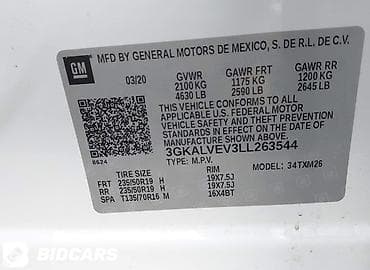 MFD BY GENERAL MOTORS DE MEXICO, S. DE R.L. DE C.V.
GM
03/20
GVWR GAWR FRT GAWR RR
2100 KG 1175 KG 1200 KG
4630 LB 2590 LB 2645 LB
THIS VEHICLE CONFORMS TO ALL
APPLICABLE U.S. FEDERAL MOTOR
VEHICLE SAFETY, BUMPER, AND THEFT
PREVENTION STANDARDS IN EFFECT ON
THE DATE OF MANUFACTURE SHOWN ABOVE.
3GKALVEV3LL263544
TYPE: M.P.V. MODEL: 34TXM26
8624
TIRE SIZE RIM
FRT 235/50R19 H 19X7.5J
RR 235/50R19 H 19X7.5J
SPA T135/70R16 M 16X4BT
BIDCARS